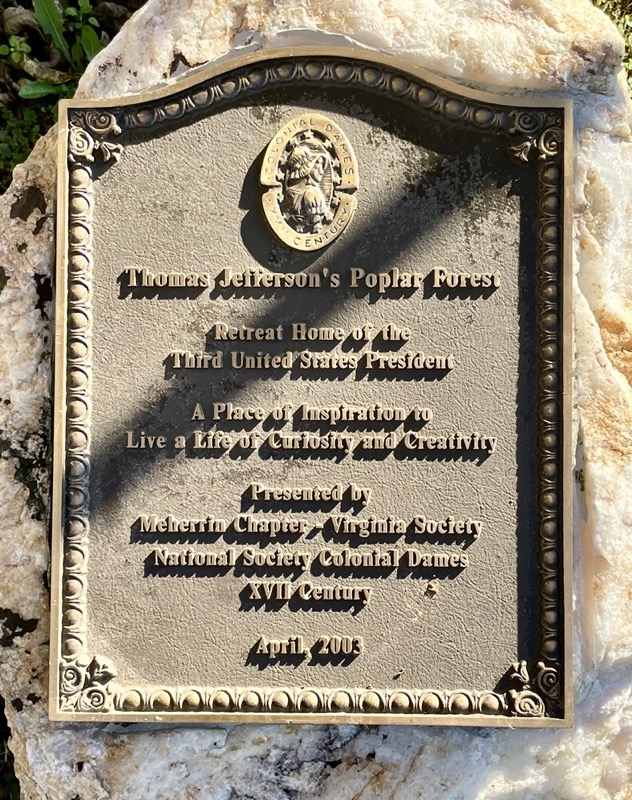 COLONIAL DAMES
XVII CENTURY
Thomas Jefferson's Poplar Forest
Retreat Home of the
Third United States President
A Place of Inspiration to
Live a Life of Curiosity and Creativity
Presented by
Meherrin Chapter - Virginia Society
National Society Colonial Dames
XVII Century
April, 2003